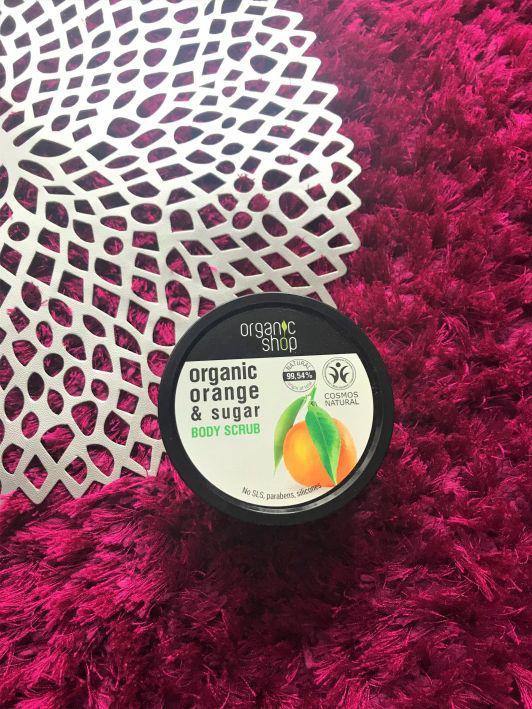 organic
shop
organic
orange
& sugar
BODY SCRUB
NATURAL
99.54%
COSMOS
NATURAL
No SLS, parabens, silicones